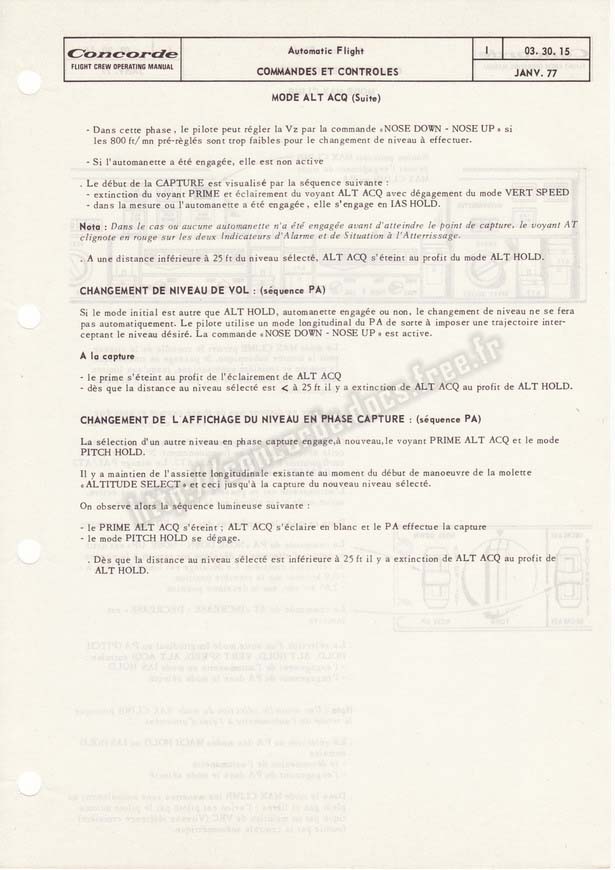 Concorde
FLIGHT CREW OPERATING MANUAL
Automatic Flight
COMMANDES ET CONTROLES
1 03. 30. 15
JANV. 77
MODE ALT ACQ (Suite)
- Dans cette phase , le pilote peut régler la Vz par la commande «NOSE DOWN - NOSE UP » si
les 800 ft/ mn pré-réglés sont trop faibles pour le changement de niveau à effectuer.
- Si l'automanette a été engagée, elle est non active
. Le début de la CAPTURE est visualisé par la séquence suivante :
- extinction du voyant PRIME et éclairement du voyant ALT ACQ avec dégagement du mode VERT SPEED
- dans la mesure ou l'automanette a été engagée , elle s'engage en IAS HOLD.
Nota : Dans le cas ou aucune automanette n'a été engagée avant d'atteindre le point de capture, le voyant AT
clignote en rouge sur les deux Indicateurs d'Alarme et de Situation à l'Atterrissage.
. A une distance inférieure à 25 ft du niveau sélecté, ALT ACQ s'éteint au profit du mode ALT HOLD.
CHANGEMENT DE NIVEAU DE VOL : (séquence PA)
Si le mode initial est autre que ALT HOLD, automanette engagée ou non, le changement de niveau ne se fera
pas automatiquement. Le pilote utilise un mode longitudinal du PA de sorte à imposer une trajectoire inter-
ceptant le niveau désiré. La commande «NOSE DOWN - NOSE UP » est active.
A la capture
- le prime s'éteint au profit de l'éclairement de ALT ACQ
- dès que la distance au niveau sélecté est < à 25 ft il y a extinction de ALT ACQ au profit de ALT HOLD.
CHANGEMENT DE L'AFFICHAGE DU NIVEAU EN PHASE CAPTURE : (séquence PA)
La sélection d'un autre niveau en phase capture engage,à nouveau,le voyant PRIME ALT ACQ et le mode
PITCH HOLD.
Il y a maintien de l'assiette longitudinale existante au moment du début de manoeuvre de la molette
«ALTITUDE SELECT» et ceci jusqu'à la capture du nouveau niveau sélecté.
On observe alors la séquence lumineuse suivante :
- le PRIME ALT ACQ s'éteint ; ALT ACQ s'éclaire en blanc et le PA effectue la capture
- le mode PITCH HOLD se dégage.
. Dès que la distance au niveau sélecté est inférieure à 25 ft il y a extinction de ALT ACQ au profit de
ALT HOLD.